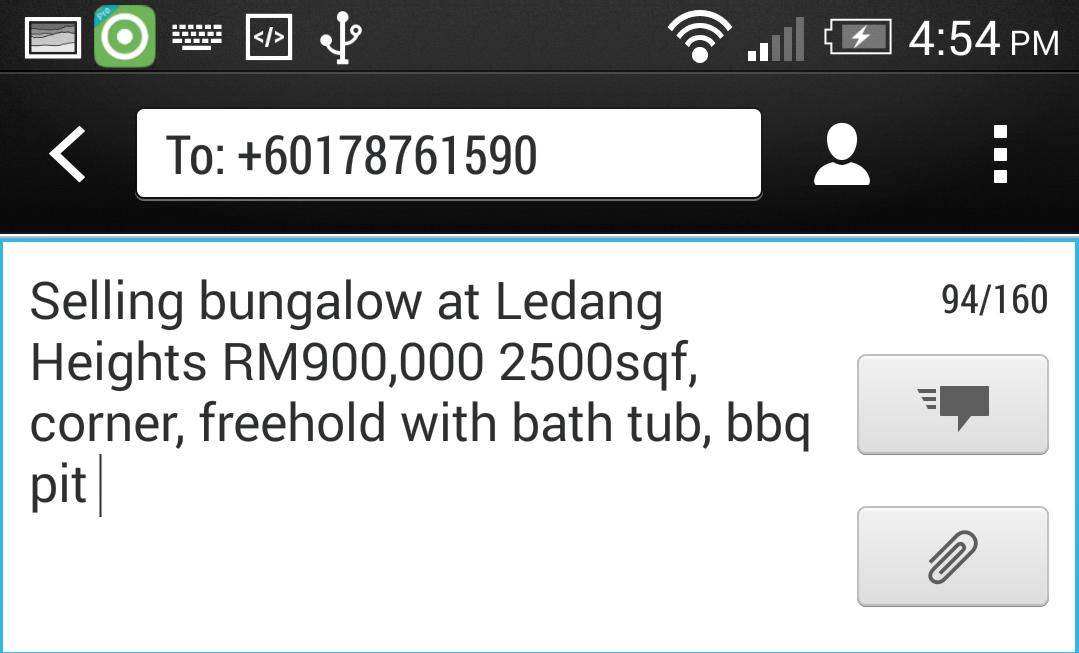 4:54 PM
To: +60178761590
Selling bungalow at Ledang
94/160
Heights RM900,000 2500sqf,
corner, freehold with bath tub, bbq
pit